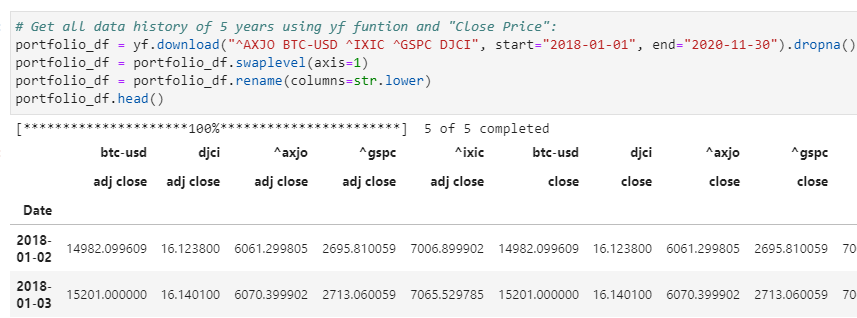 # Get all data history of 5 years using yf funtion and "Close Price":
portfolio_df = yf.download("^AXJO BTC-USD ^IXIC ^GSPC DJCI", start="2018-01-01", end="2020-11-30").dropna()
portfolio_df = portfolio_df.swaplevel(axis=1)
portfolio_df = portfolio_df.rename(columns=str.lower)
portfolio_df.head()
[*********************100%***********************] 5 of 5 completed
btc-usd djci ^axjo ^gspc ^ixic btc-usd djci ^axjo ^gspc
adj close adj close adj close adj close adj close close close close close
Date
2018-01-02 14982.099609 16.123800 6061.299805 2695.810059 7006.899902 14982.099609 16.123800 6061.299805 2695.810059 70
2018-01-03 15201.000000 16.140100 6070.399902 2713.060059 7065.529785 15201.000000 16.140100 6070.399902 2713.060059 70